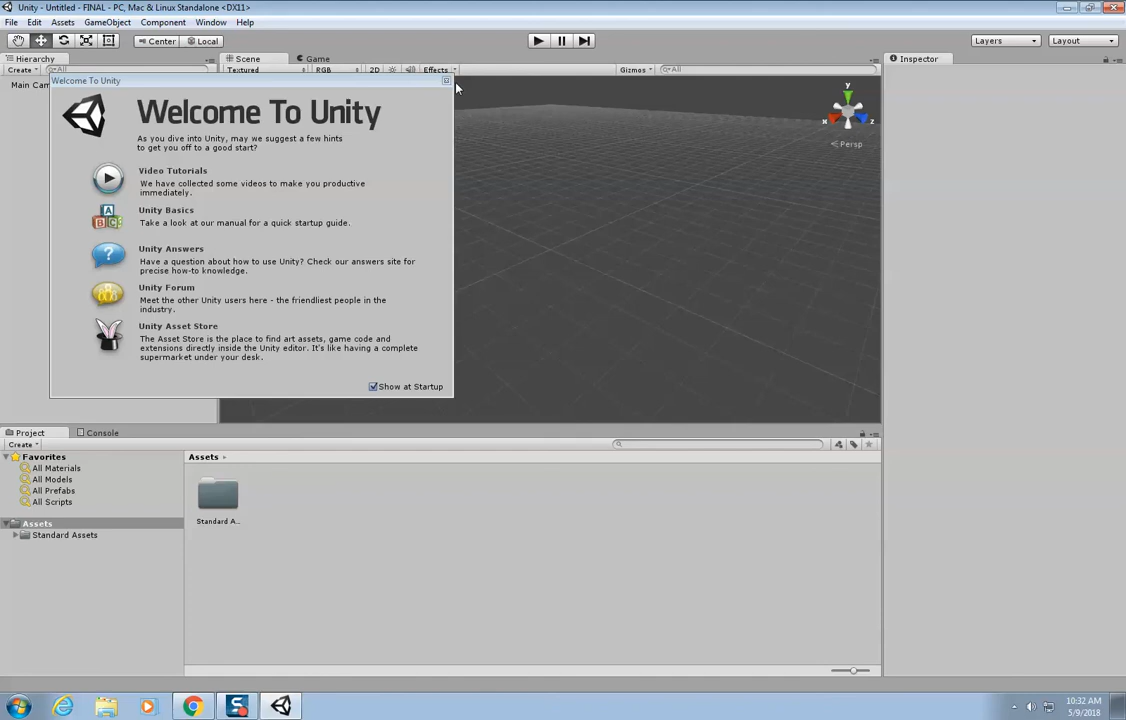 Unity - Untitled - FINAL - PC, Mac & Linux Standalone <DX11>
File Edit Assets GameObject Component Window Help
Center Local Layers Layout
Hierarchy Scene Game Inspector
Create All Textured RGB 2D Effects Gizmos All
Welcome To Unity
Main Cam
Persp
Welcome To Unity
As you dive into Unity, may we suggest a few hints
to get you off to a good start?
Video Tutorials
We have collected some videos to make you productive
immediately.
Unity Basics
Take a look at our manual for a quick startup guide.
Unity Answers
Have a question about how to use Unity? Check our answers site for
precise how-to knowledge.
Unity Forum
Meet the other Unity users here - the friendliest people in the
industry.
Unity Asset Store
The Asset Store is the place to find art assets, game code and
extensions directly inside the Unity editor. It's like having a complete
supermarket under your desk.
Show at Startup
Project Console
Create
Favorites
All Materials
All Models
All Prefabs
All Scripts
Assets
Standard Assets
Assets
Standard A..
10:32 AM
5/9/2018